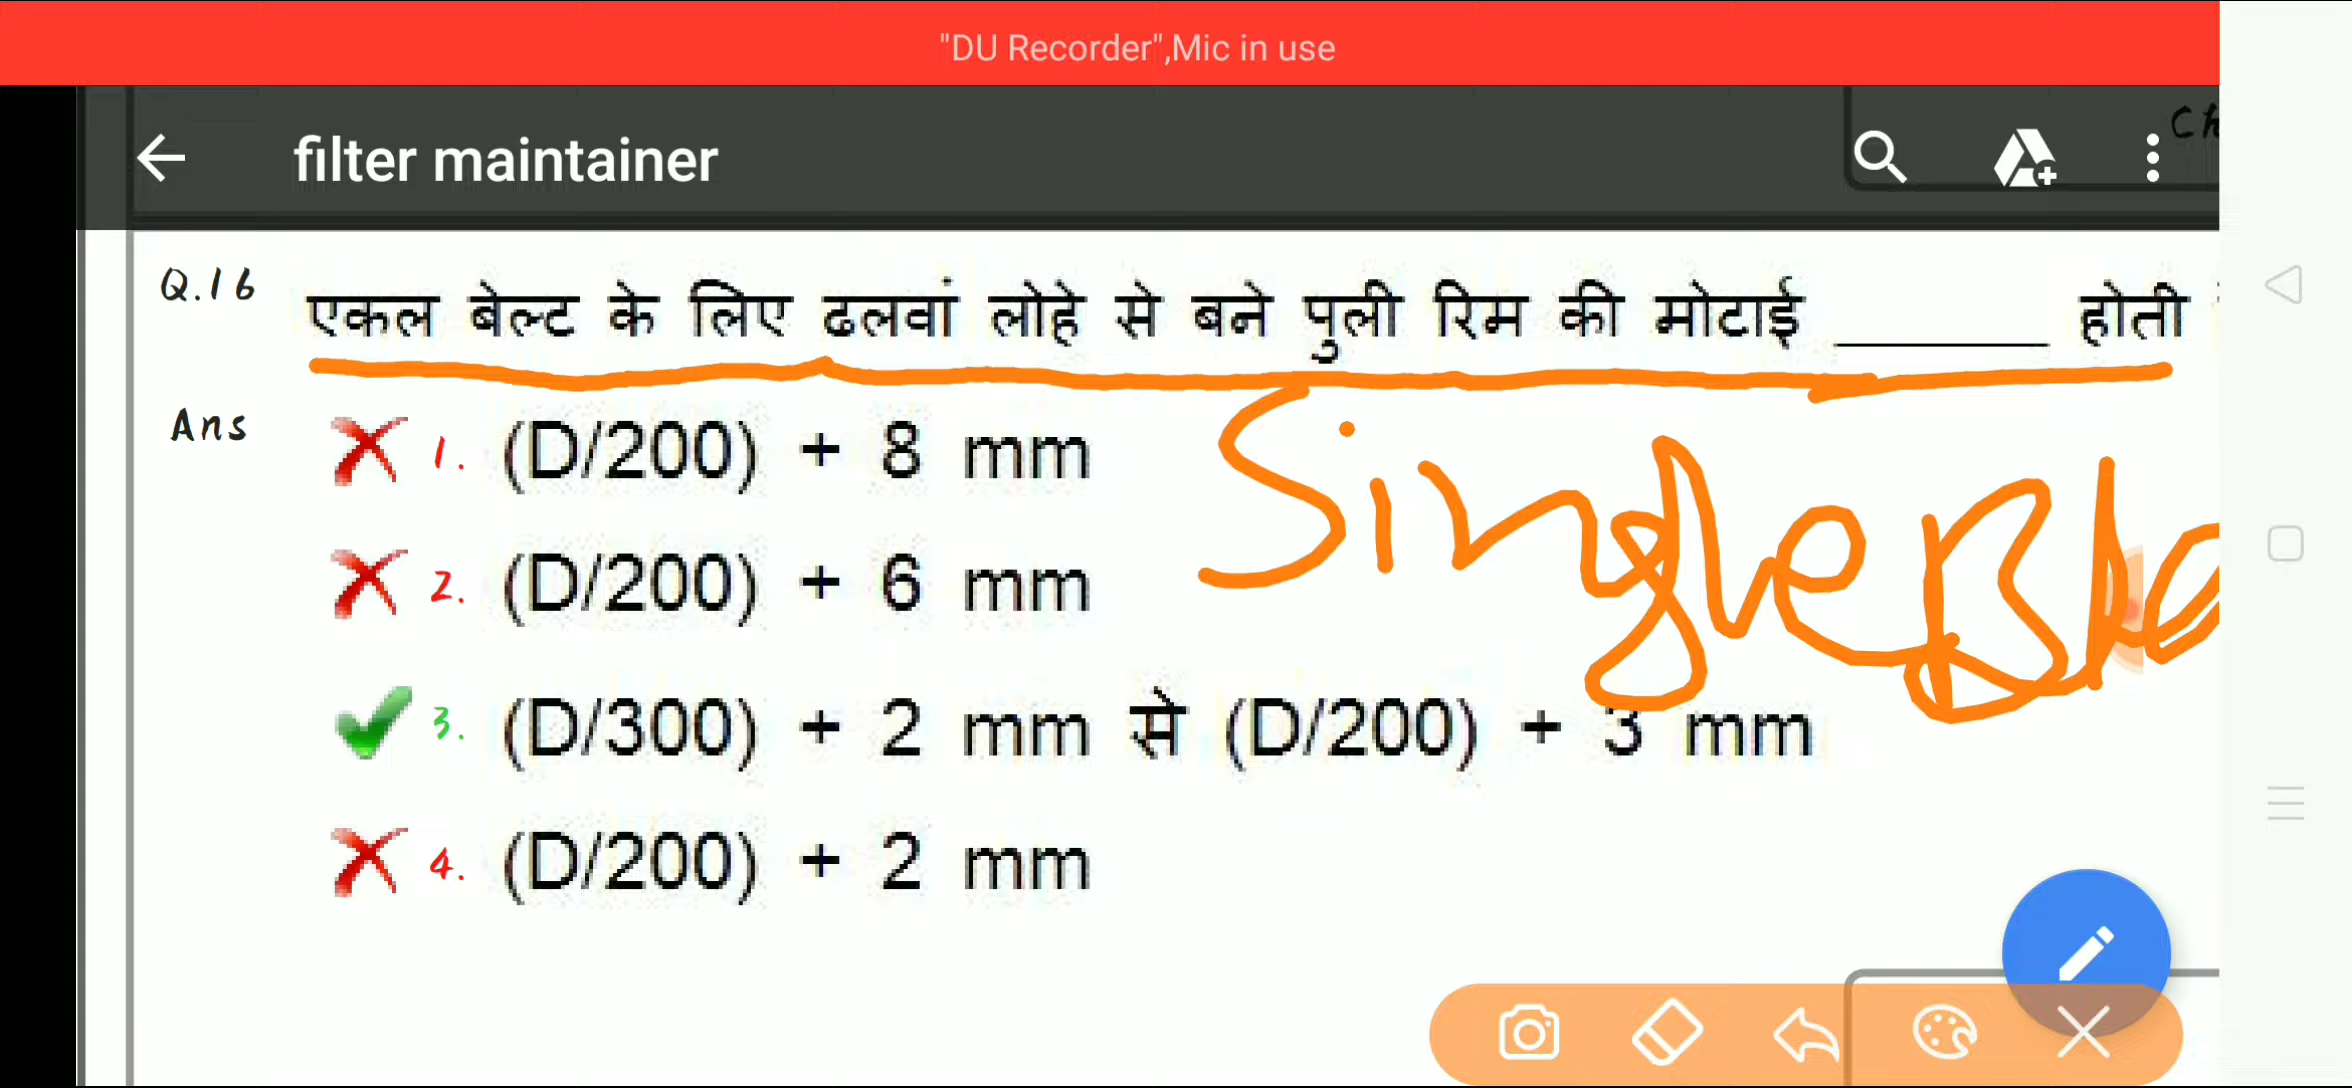 "DU Recorder",Mic in use
filter maintainer
Ch
Q.16 एकल बेल्ट के लिए ढलवां लोहे से बने पुली रिम की मोटाई ______ होती
Ans 1. (D/200) + 8 mm
2. (D/200) + 6 mm
3. (D/300) + 2 mm से (D/200) + 3 mm
4. (D/200) + 2 mm
Single